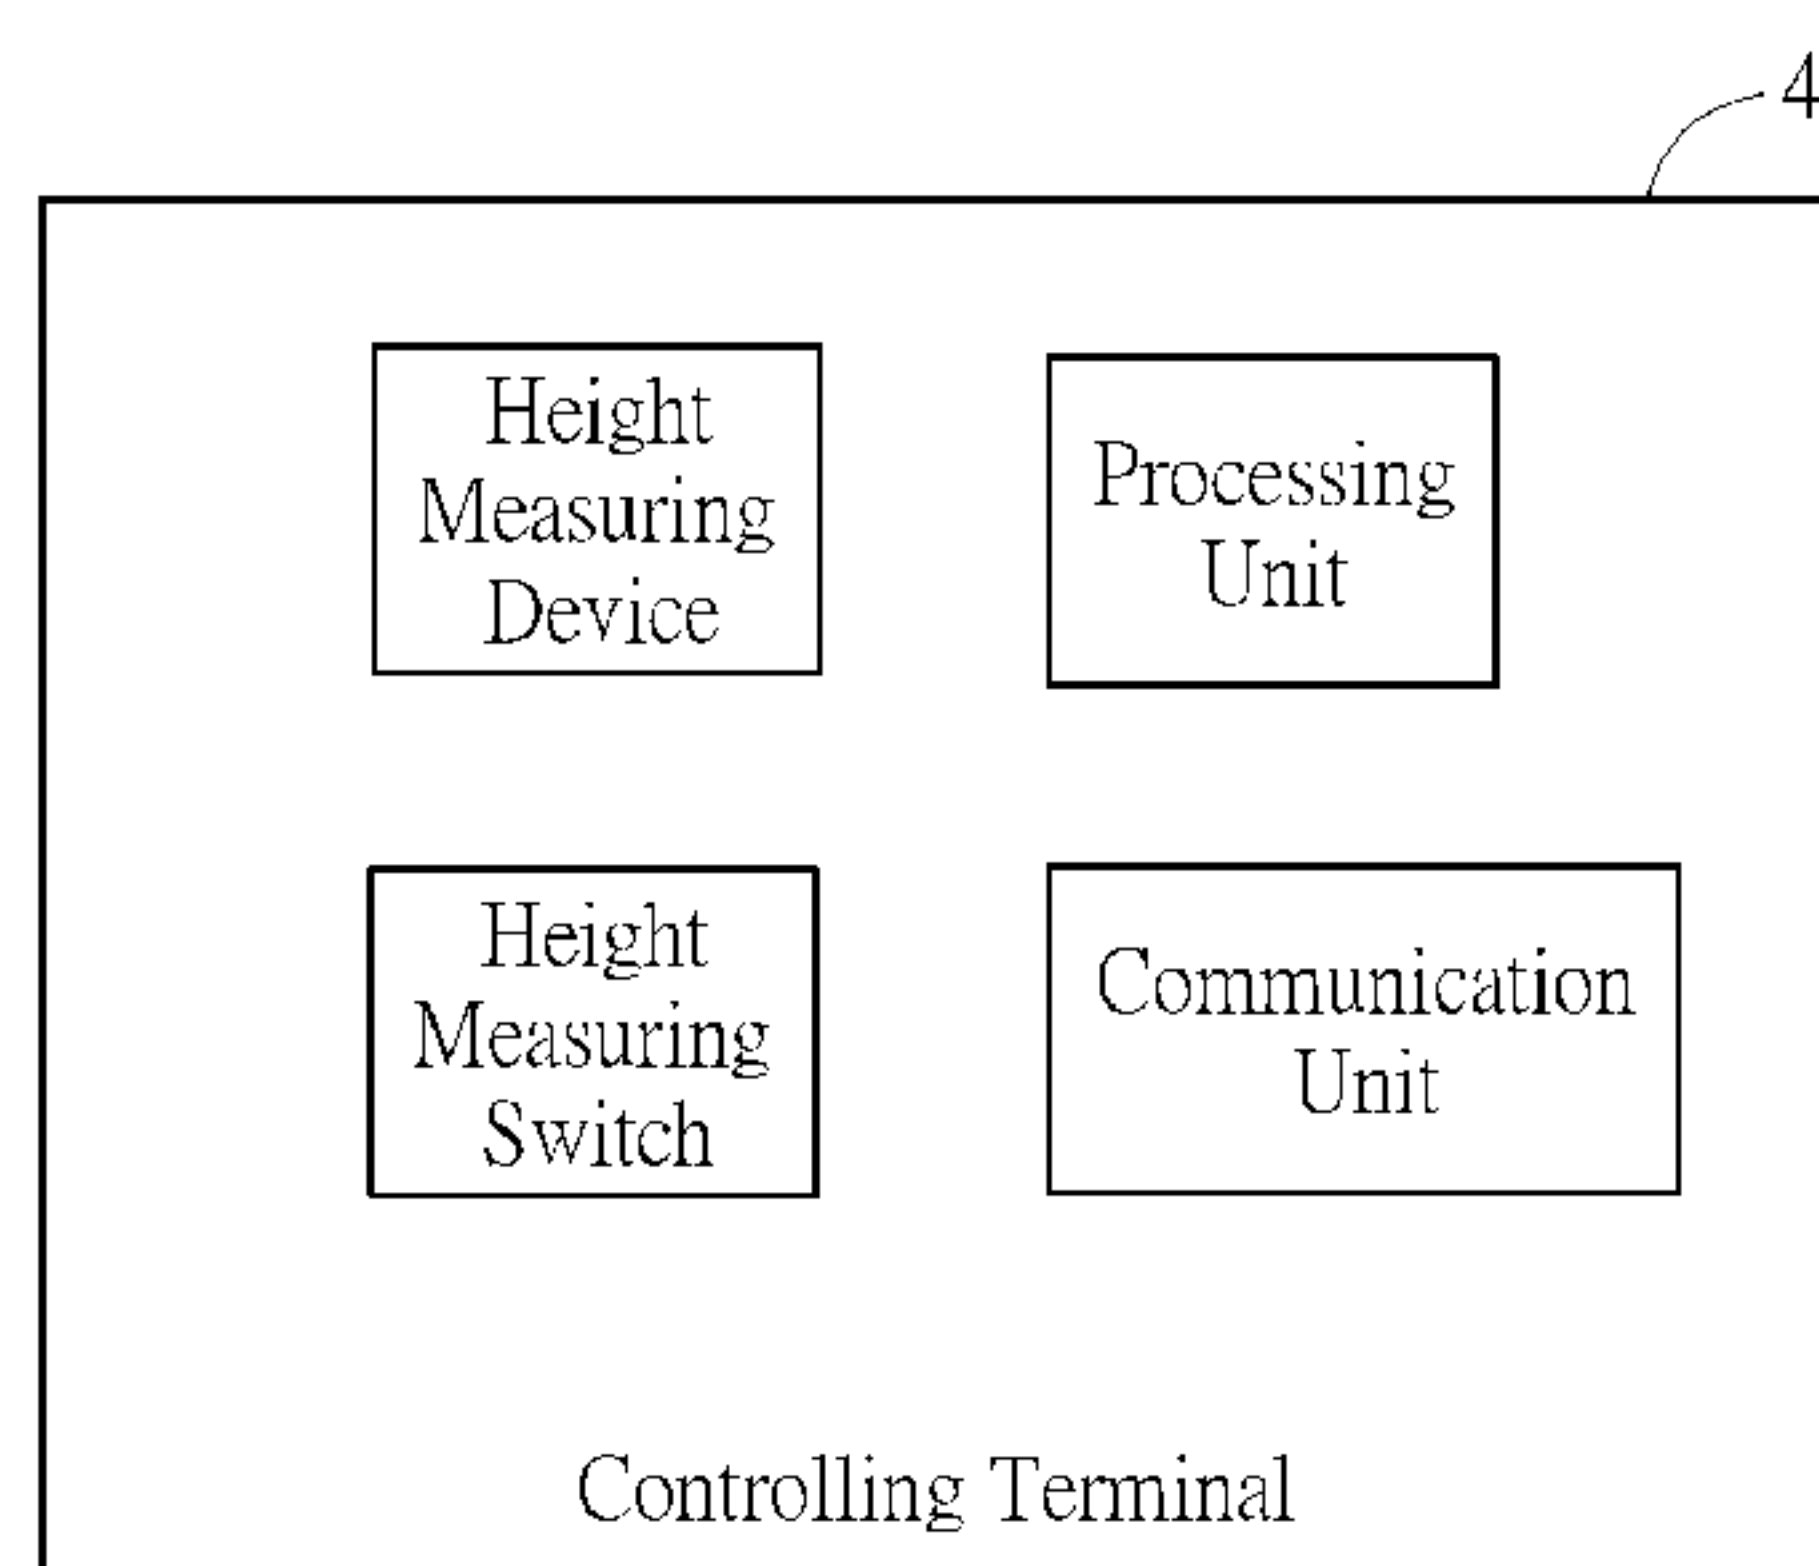 4
Height
Measuring
Device
Processing
Unit
Height
Measuring
Switch
Communication
Unit
Controlling Terminal